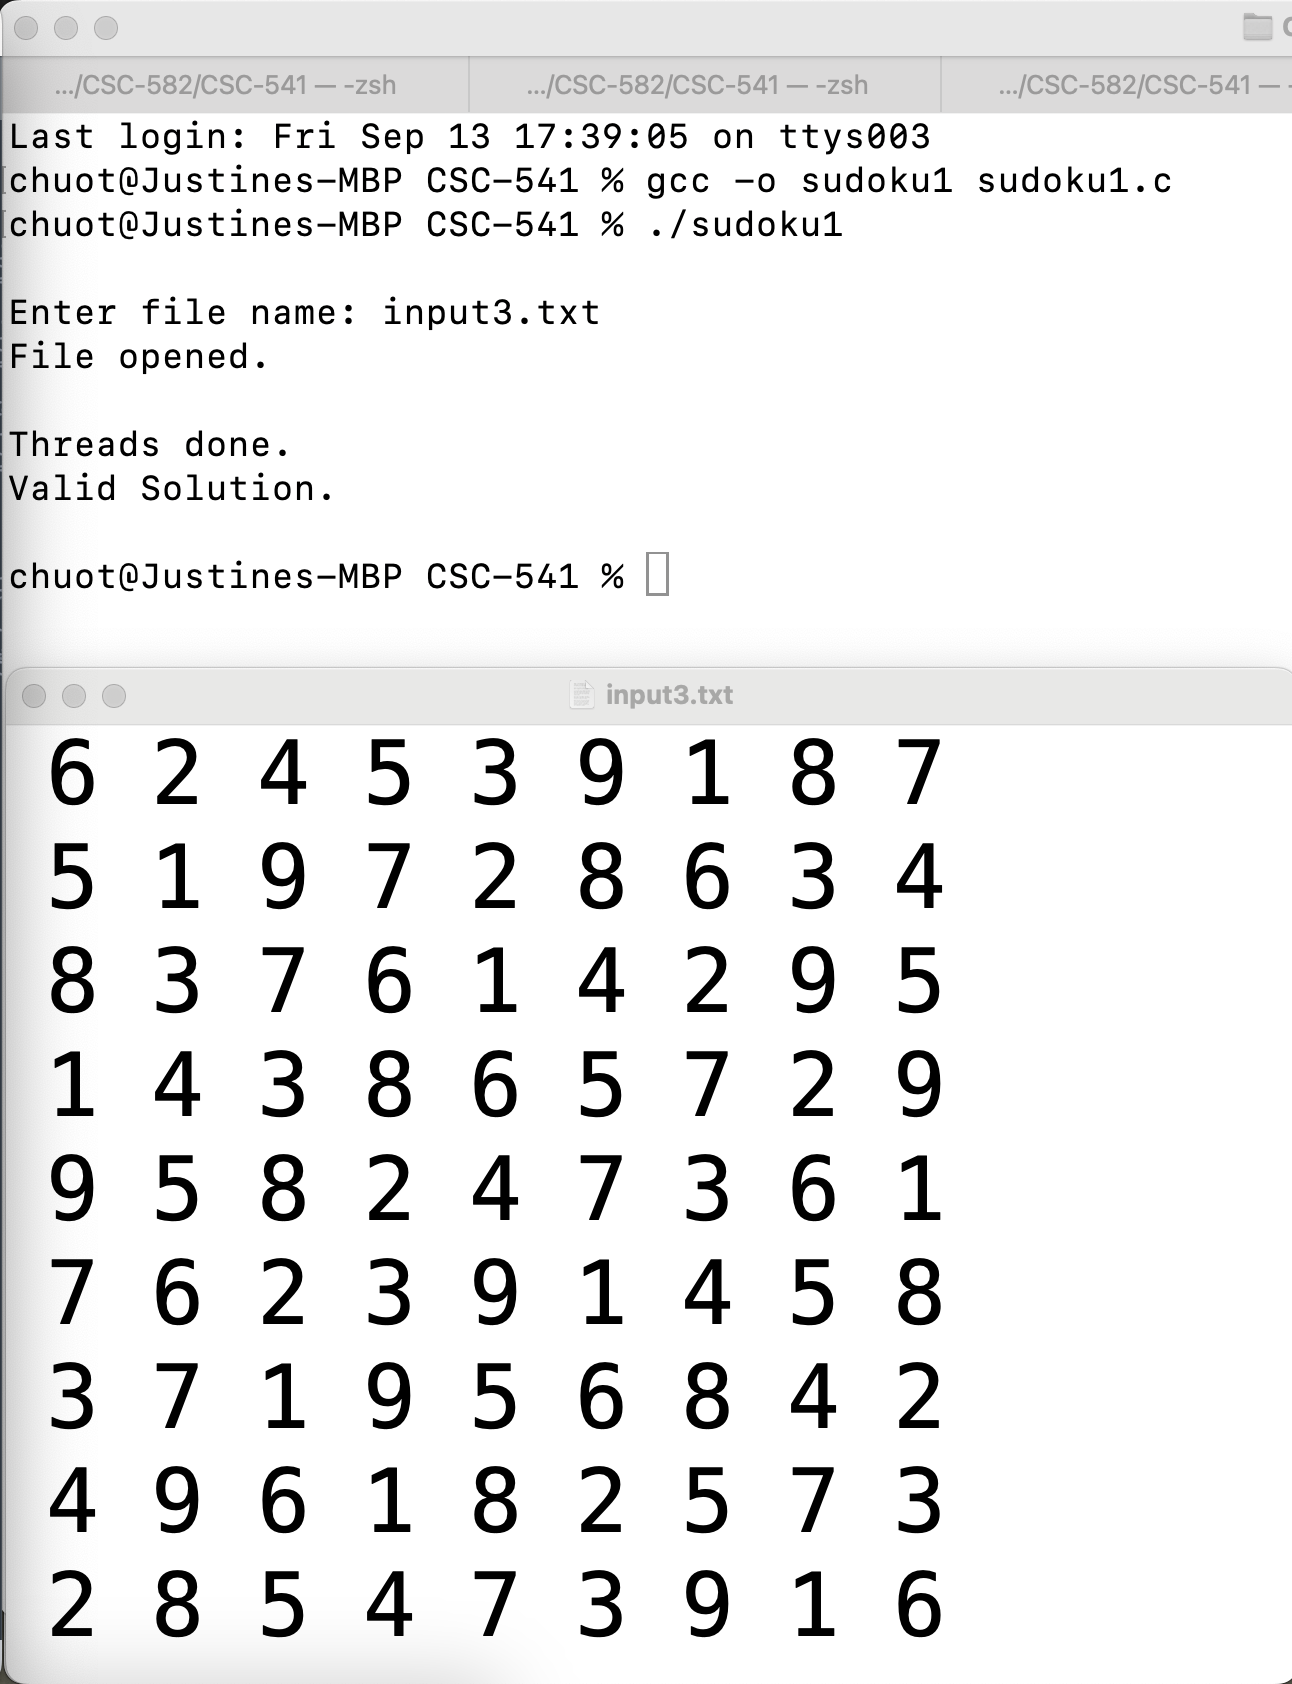 .../CSC-582/CSC-541 — -zsh .../CSC-582/CSC-541 — -zsh .../CSC-582/CSC-541 —
Last login: Fri Sep 13 17:39:05 on ttys003
chuot@Justines-MBP CSC-541 % gcc -o sudoku1 sudoku1.c
chuot@Justines-MBP CSC-541 % ./sudoku1
Enter file name: input3.txt
File opened.
Threads done.
Valid Solution.
chuot@Justines-MBP CSC-541 %
input3.txt
6 2 4 5 3 9 1 8 7
5 1 9 7 2 8 6 3 4
8 3 7 6 1 4 2 9 5
1 4 3 8 6 5 7 2 9
9 5 8 2 4 7 3 6 1
7 6 2 3 9 1 4 5 8
3 7 1 9 5 6 8 4 2
4 9 6 1 8 2 5 7 3
2 8 5 4 7 3 9 1 6